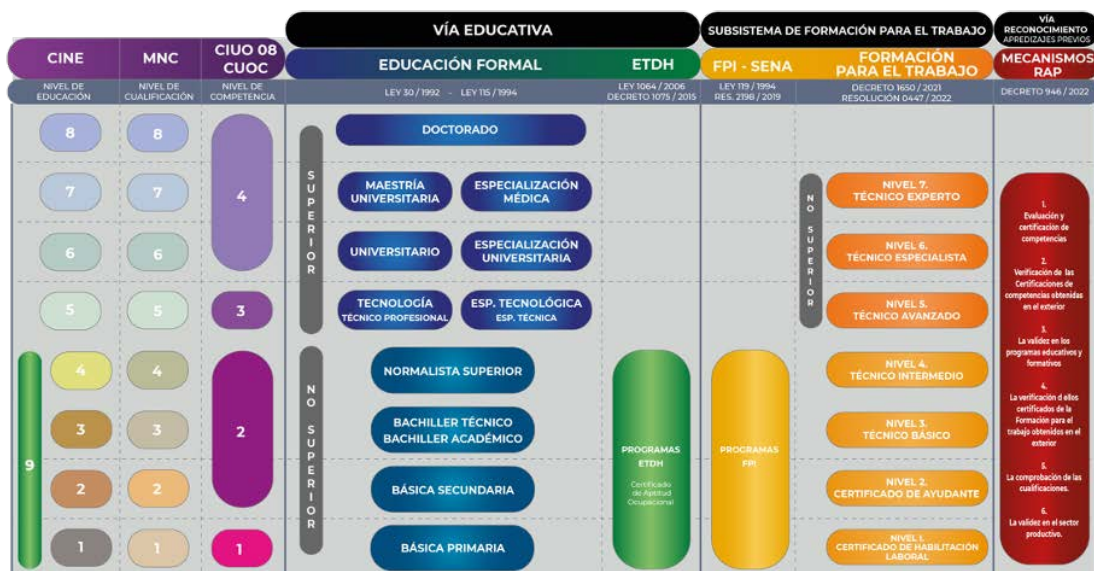 VÍA EDUCATIVA
SUBSISTEMA DE FORMACIÓN PARA EL TRABAJO
VÍA
RECONOCIMIENTO
APREDIZAJES PREVIOS
CINE
MNC
CIUO 08
CUOC
EDUCACIÓN FORMAL
ETDH
FPI - SENA
FORMACIÓN
PARA EL TRABAJO
MECANISMOS
RAP
NIVEL DE
EDUCACIÓN
NIVEL DE
CUALIFICACIÓN
NIVEL DE
COMPETENCIA
LEY 30 / 1992 - LEY 115 / 1994
LEY 1064 / 2006
DECRETO 1075 / 2015
LEY 119 / 1994
RES. 2198 / 2019
DECRETO 1650 / 2021
RESOLUCIÓN 0447 / 2022
DECRETO 946 / 2022
8
8
DOCTORADO
SUPERIOR
7
7
4
MAESTRÍA
UNIVERSITARIA
ESPECIALIZACIÓN
MÉDICA
NO SUPERIOR
NIVEL 7.
TÉCNICO EXPERTO
6
6
UNIVERSITARIO
ESPECIALIZACIÓN
UNIVERSITARIA
NIVEL 6.
TÉCNICO ESPECIALISTA
5
5
3
TECNOLOGÍA
TÉCNICO PROFESIONAL
ESP. TECNOLÓGICA
ESP. TÉCNICA
NIVEL 5.
TÉCNICO AVANZADO
9
4
4
NO SUPERIOR
NORMALISTA SUPERIOR
NIVEL 4.
TÉCNICO INTERMEDIO
3
3
2
BACHILLER TÉCNICO
BACHILLER ACADÉMICO
NIVEL 3.
TÉCNICO BÁSICO
PROGRAMAS
ETDH
Certificado
de Aptitud
Ocupacional
PROGRAMAS
FPI
2
2
BÁSICA SECUNDARIA
NIVEL 2.
CERTIFICADO DE AYUDANTE
1
1
1
BÁSICA PRIMARIA
NIVEL I.
CERTIFICADO DE HABILITACIÓN
LABORAL
1.
Evaluación y
certificación de
competencias
2.
Verificación de las
Certificaciones de
competencias obtenidas
en el exterior
3.
La validez en los
programas educativos y
formativos
4.
La verificación d ellos
certificados de la
Formación para el
trabajo obtenidos en el
exterior
5.
La comprobación de las
cualificaciones.
6.
La validez en el sector
productivo.